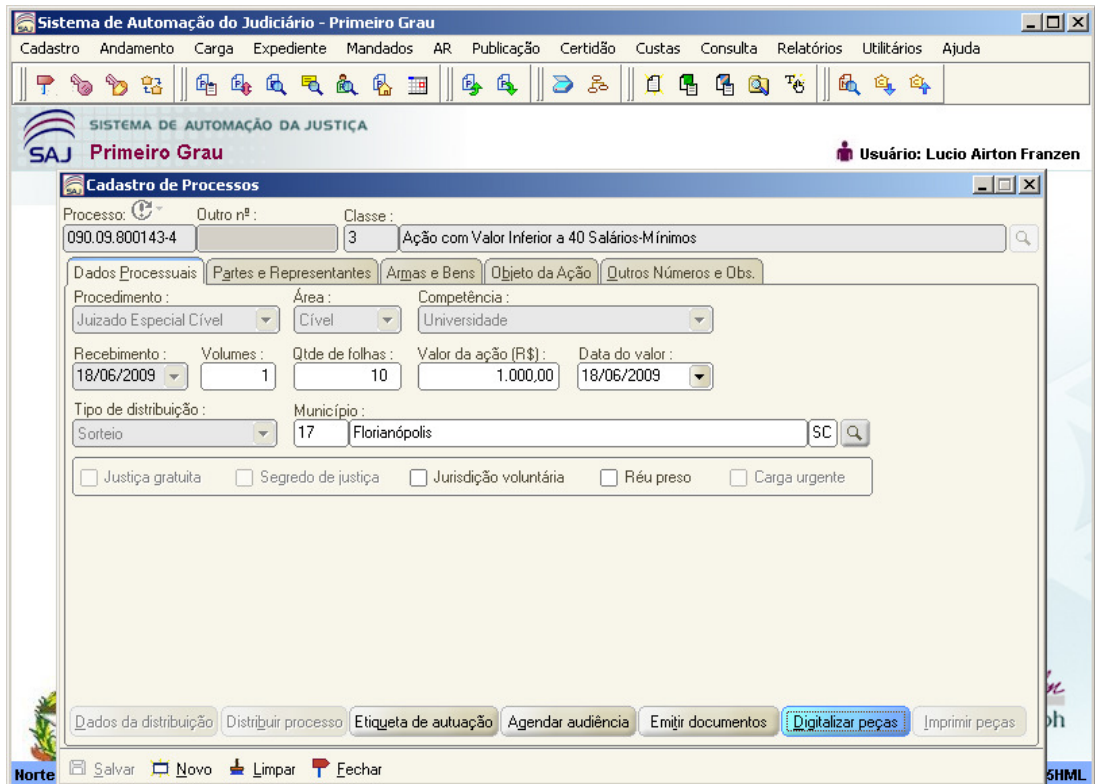 Sistema de Automação do Judiciário - Primeiro Grau
Cadastro Andamento Carga Expediente Mandados AR Publicação Certidão Custas Consulta Relatórios Utilitários Ajuda
SISTEMA DE AUTOMAÇÃO DA JUSTIÇA
SAJ Primeiro Grau Usuário: Lucio Airton Franzen
Cadastro de Processos
Processo: Outro nº : Classe :
090.09.800143-4 3 Ação com Valor Inferior a 40 Salários-Mínimos
Dados Processuais Partes e Representantes Armas e Bens Objeto da Ação Outros Números e Obs.
Procedimento : Área : Competência :
Juizado Especial Cível Cível Universidade
Recebimento : Volumes : Qtde de folhas : Valor da ação (R$) : Data do valor :
18/06/2009 1 10 1.000,00 18/06/2009
Tipo de distribuição : Município :
Sorteio 17 Florianópolis SC
Justiça gratuita Segredo de justiça Jurisdição voluntária Réu preso Carga urgente
Dados da distribuição Distribuir processo Etiqueta de autuação Agendar audiência Emitir documentos Digitalizar peças Imprimir peças
Salvar Novo Limpar Fechar
Norte